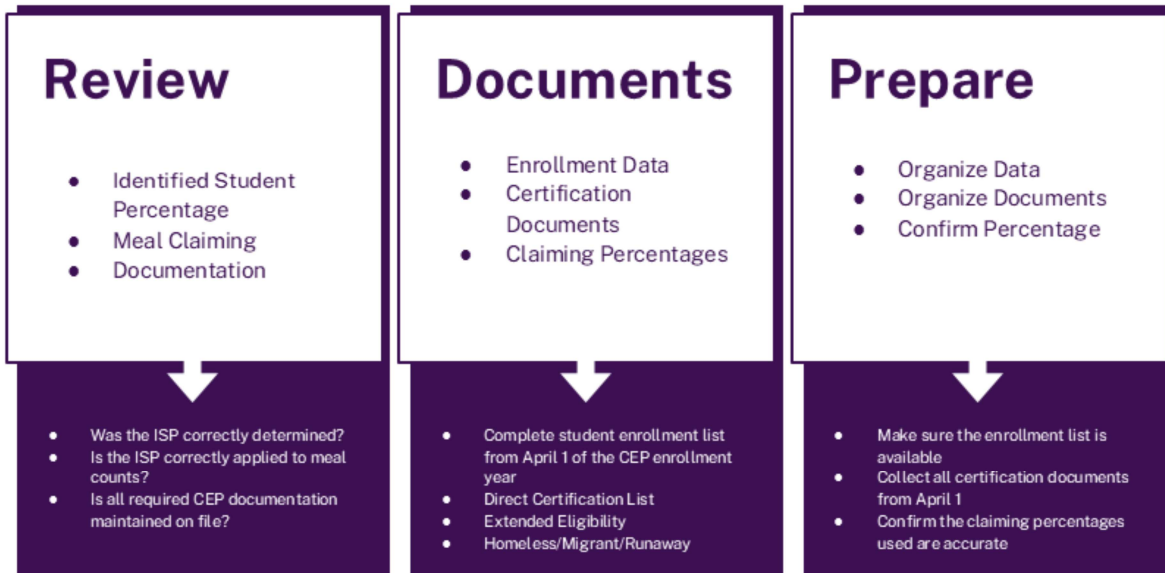 Review
● Identified Student
Percentage
● Meal Claiming
● Documentation
● Was the ISP correctly determined?
● Is the ISP correctly applied to meal
counts?
● Is all required CEP documentation
maintained on file?
Documents
● Enrollment Data
● Certification
Documents
● Claiming Percentages
● Complete student enrollment list
from April 1 of the CEP enrollment
year
● Direct Certification List
● Extended Eligibility
● Homeless/Migrant/Runaway
Prepare
● Organize Data
● Organize Documents
● Confirm Percentage
● Make sure the enrollment list is
available
● Collect all certification documents
from April 1
● Confirm the claiming percentages
used are accurate